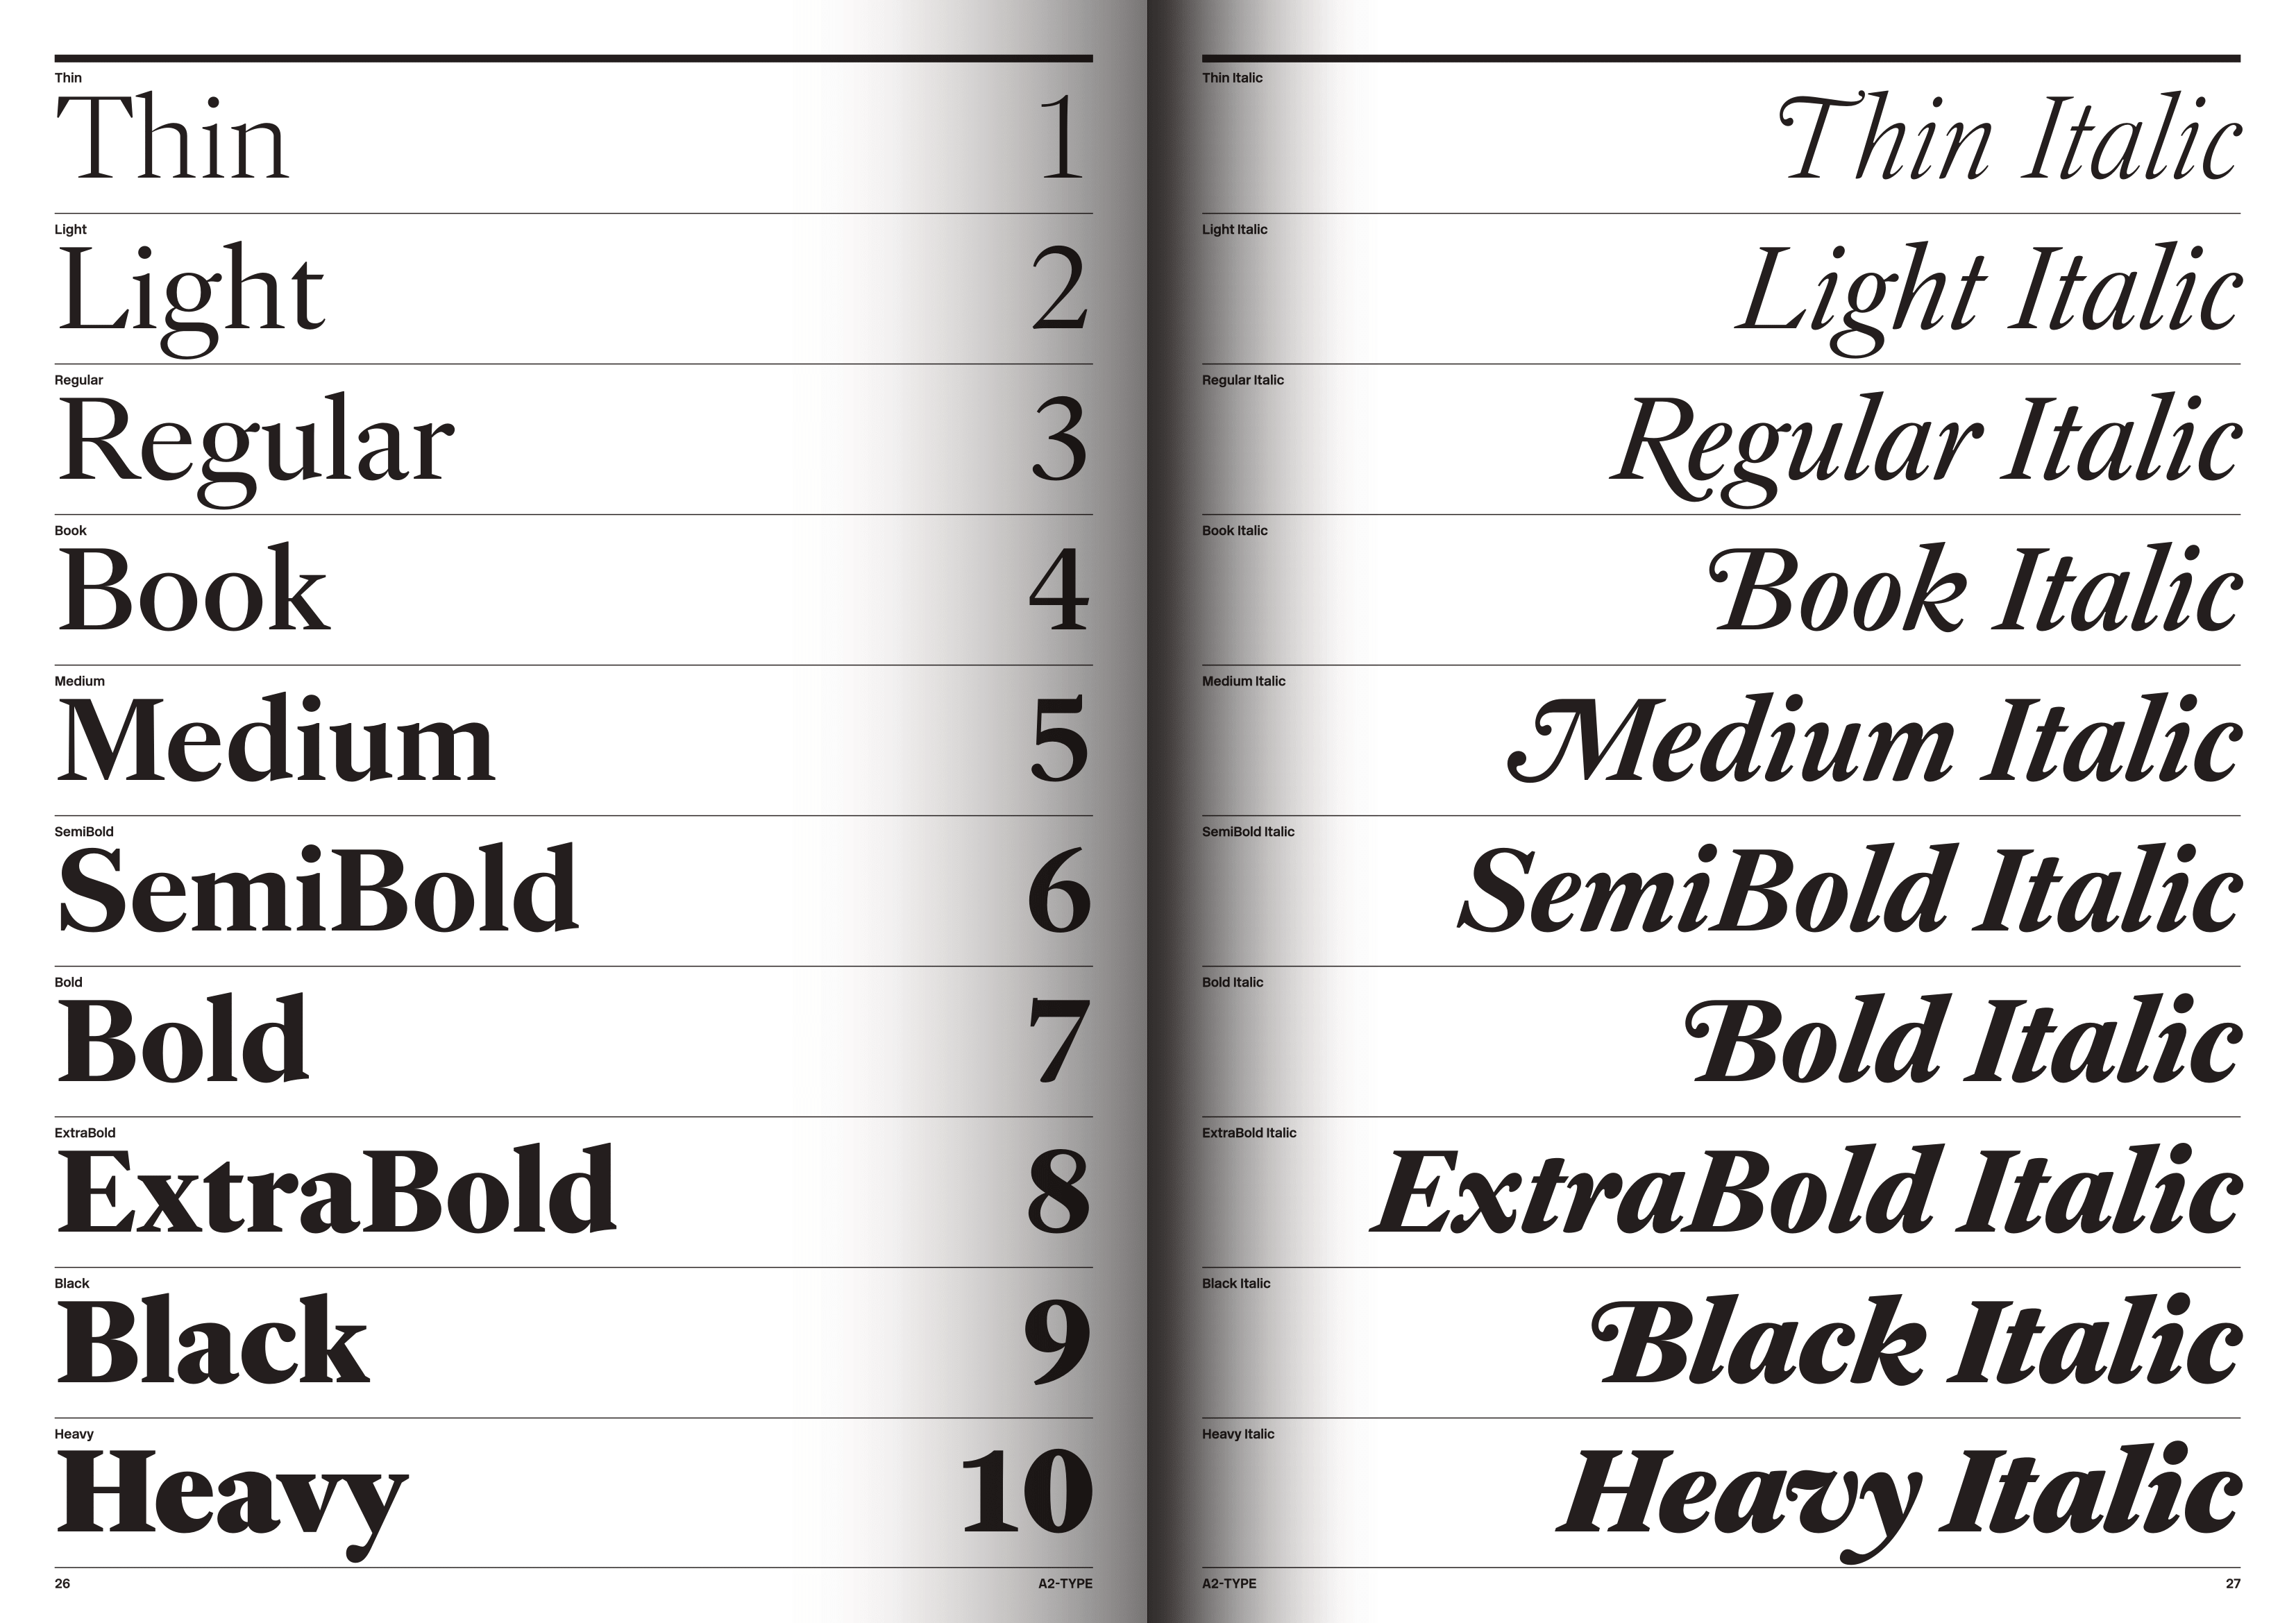 Thin
Thin 1
Light
Light 2
Regular
Regular 3
Book
Book 4
Medium
Medium 5
SemiBold
SemiBold 6
Bold
Bold 7
ExtraBold
ExtraBold 8
Black
Black 9
Heavy
Heavy 10
26 A2-TYPE
Thin Italic
Thin Italic
Light Italic
Light Italic
Regular Italic
Regular Italic
Book Italic
Book Italic
Medium Italic
Medium Italic
SemiBold Italic
SemiBold Italic
Bold Italic
Bold Italic
ExtraBold Italic
ExtraBold Italic
Black Italic
Black Italic
Heavy Italic
Heavy Italic
A2-TYPE 27